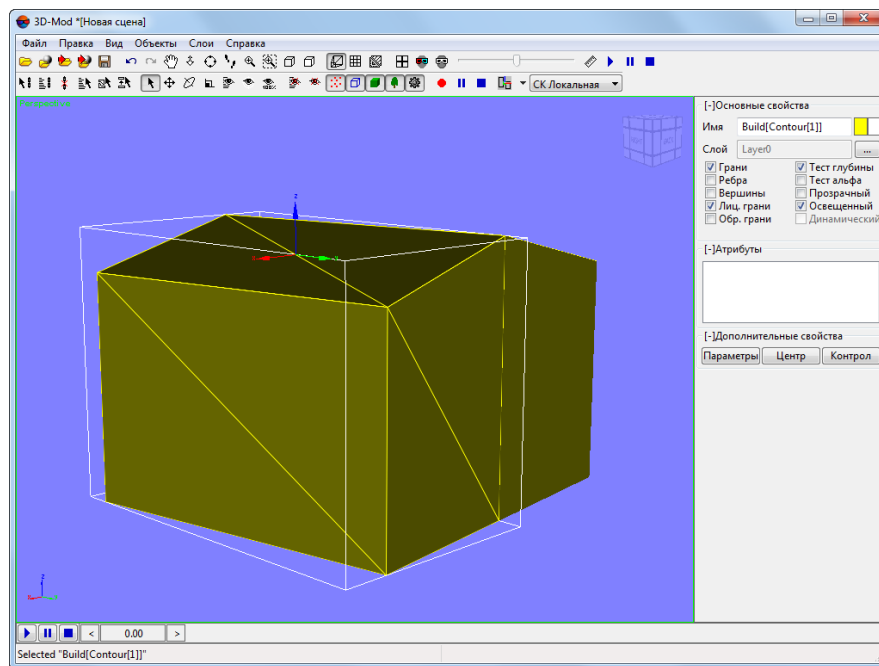 3D-Mod *[Новая сцена]
Файл Правка Вид Объекты Слои Справка
СК Локальная
[-]Основные свойства
Имя Build[Contour[1]]
Слой Layer0 ...
Грани Тест глубины
Ребра Тест альфа
Вершины Прозрачный
Лиц. грани Освещенный
Обр. грани Динамический
[-]Атрибуты
[-]Дополнительные свойства
Параметры Центр Контрол
z
z
< 0.00 >
Selected "Build[Contour[1]]"